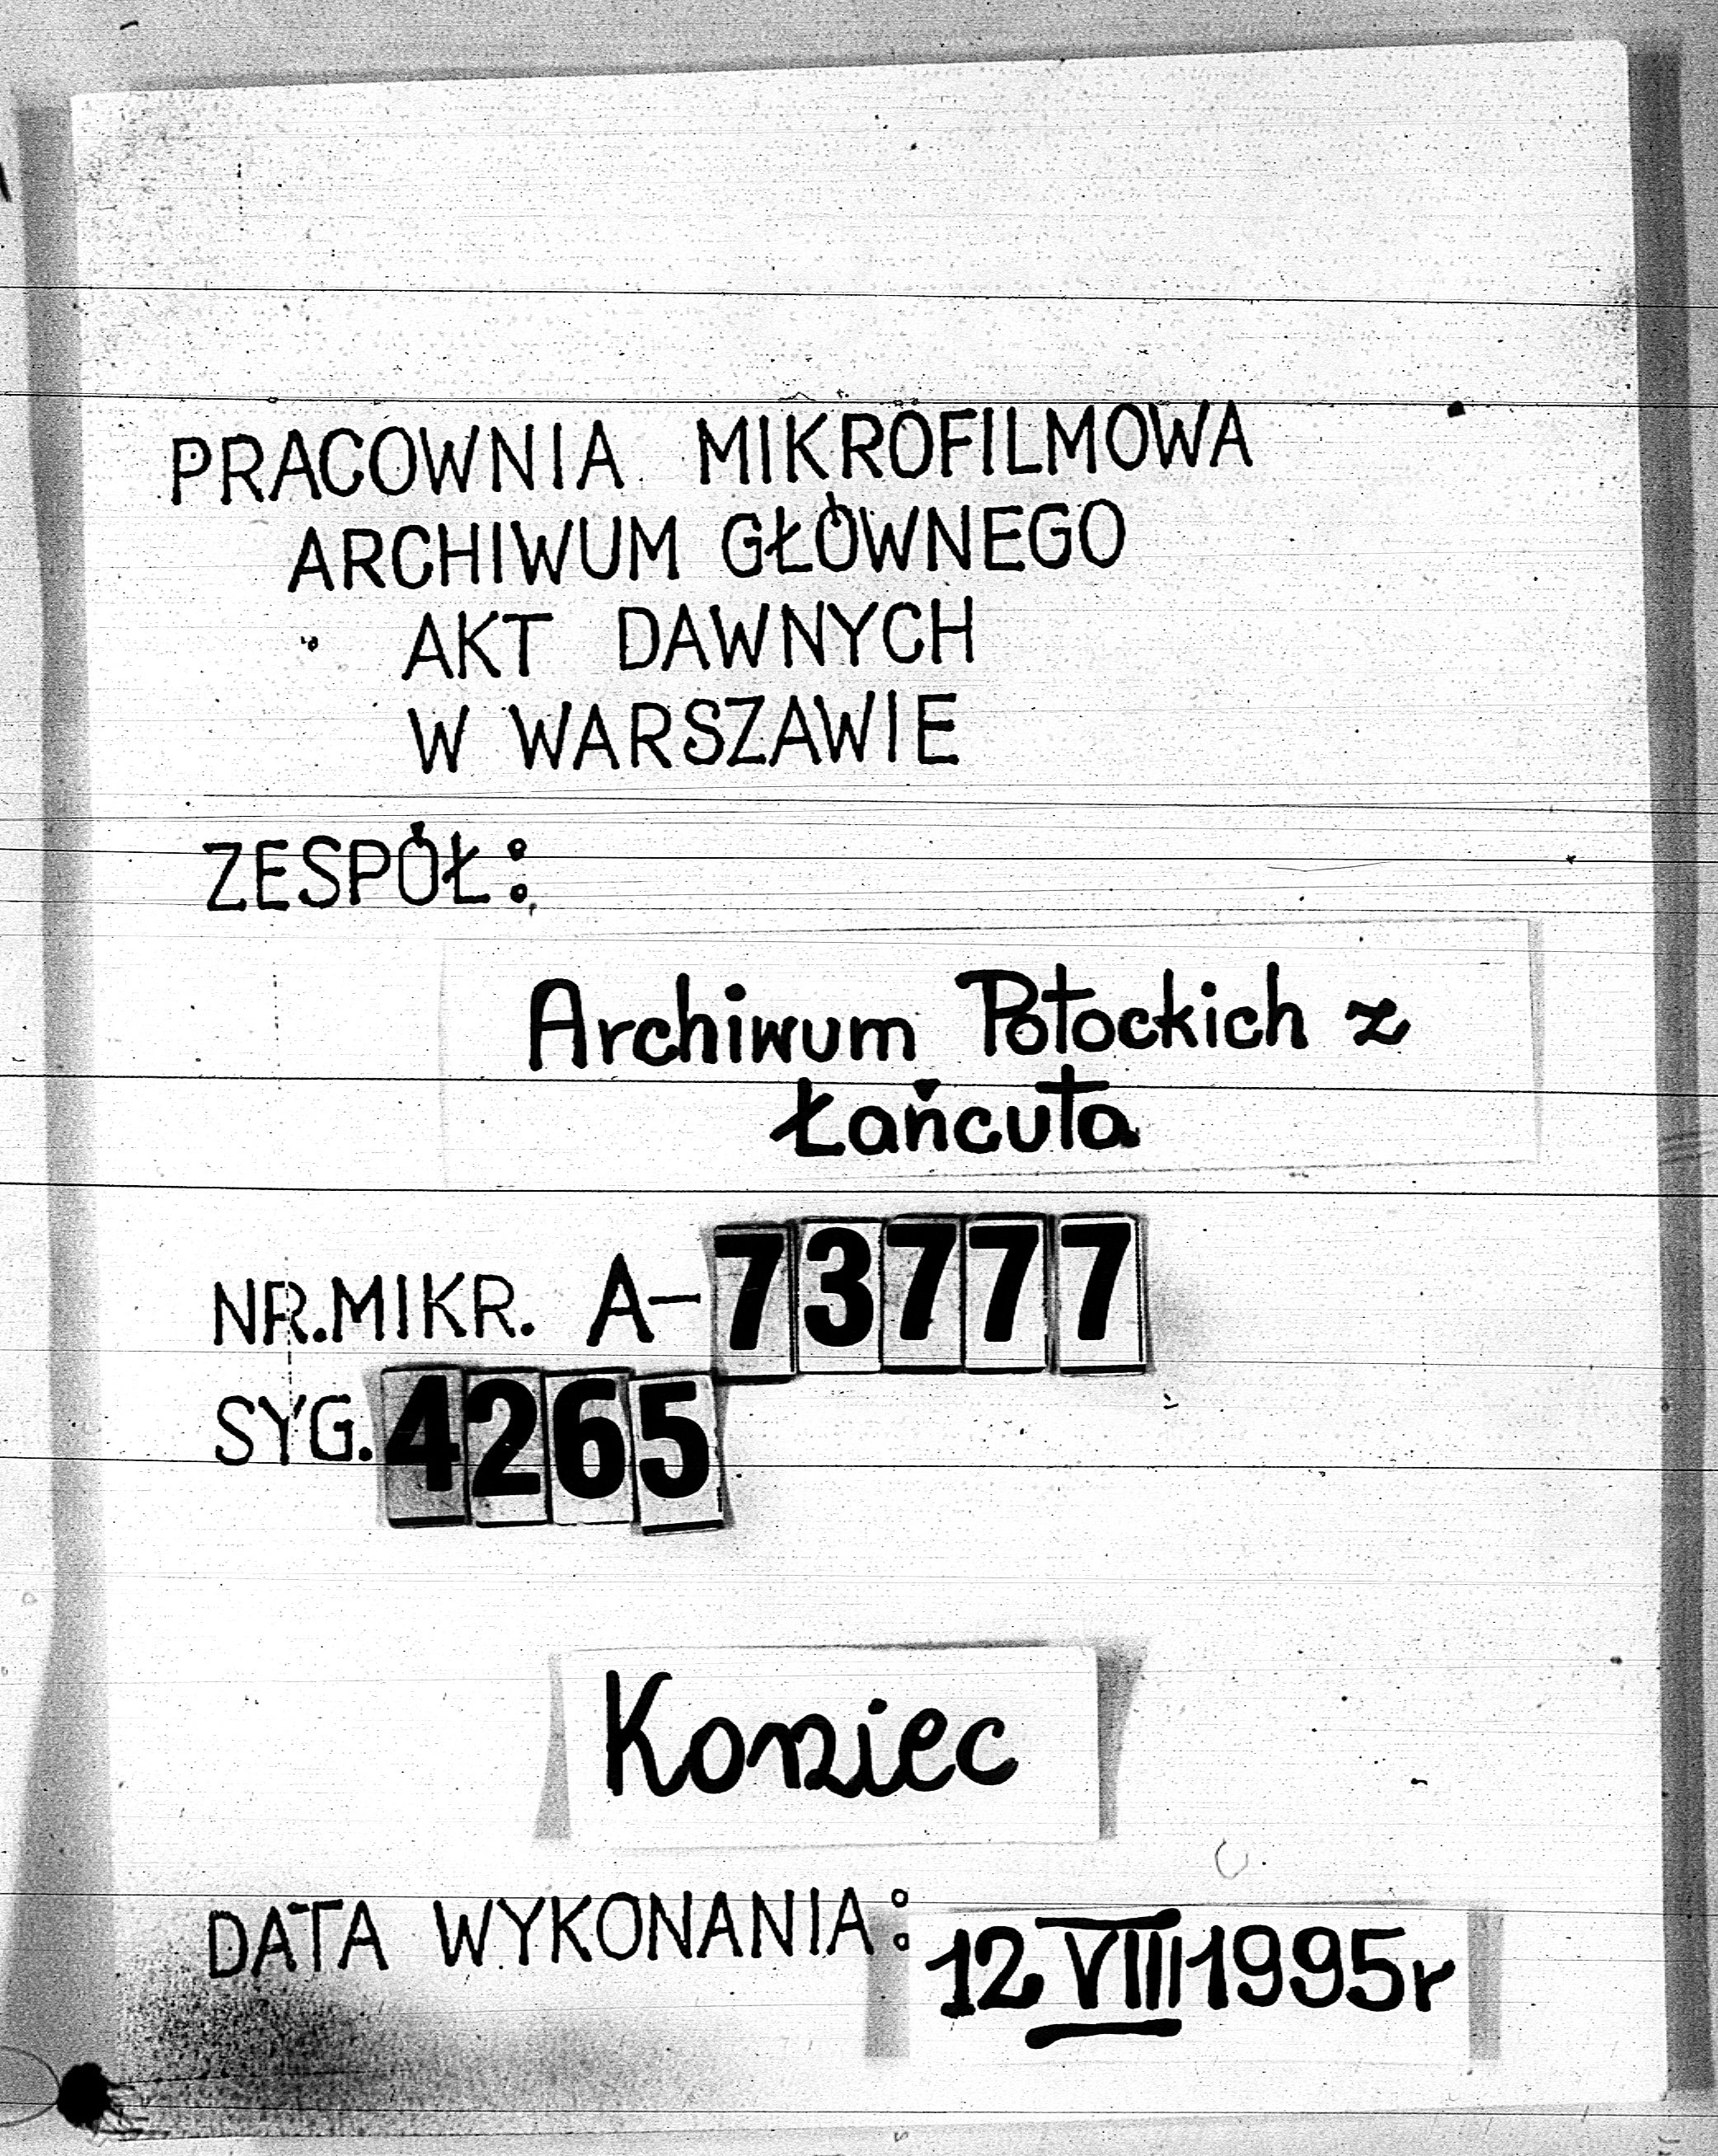 PRACOWNIA MIKROFILMOWA
ARCHIWUM GŁÓWNEGO
AKT DAWNYCH
W WARSZAWIE
ZESPÓŁ:
Archiwum Potockich z
Łańcuta
NR.MIKR. A-73777
SYG. 4265
Koniec
DATA WYKONANIA: 12 VIII 1995r